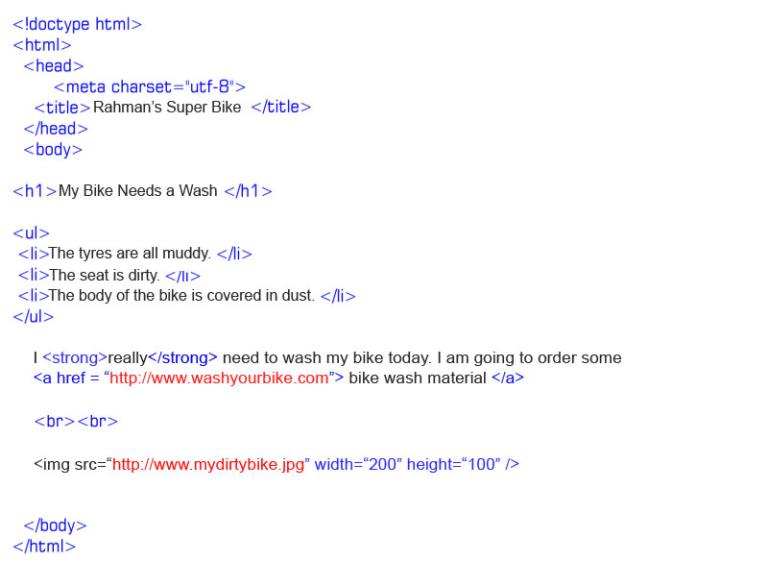 <!doctype html>
<html>
<head>
<meta charset="utf-8">
<title>Rahman’s Super Bike </title>
</head>
<body>
<h1>My Bike Needs a Wash </h1>
<ul>
<li>The tyres are all muddy. </li>
<li>The seat is dirty. </li>
<li>The body of the bike is covered in dust. </li>
</ul>
I <strong>really</strong> need to wash my bike today. I am going to order some
<a href = “http://www.washyourbike.com”> bike wash material </a>
<br><br>
<img src=“http://www.mydirtybike.jpg” width=“200” height=“100” />
</body>
</html>